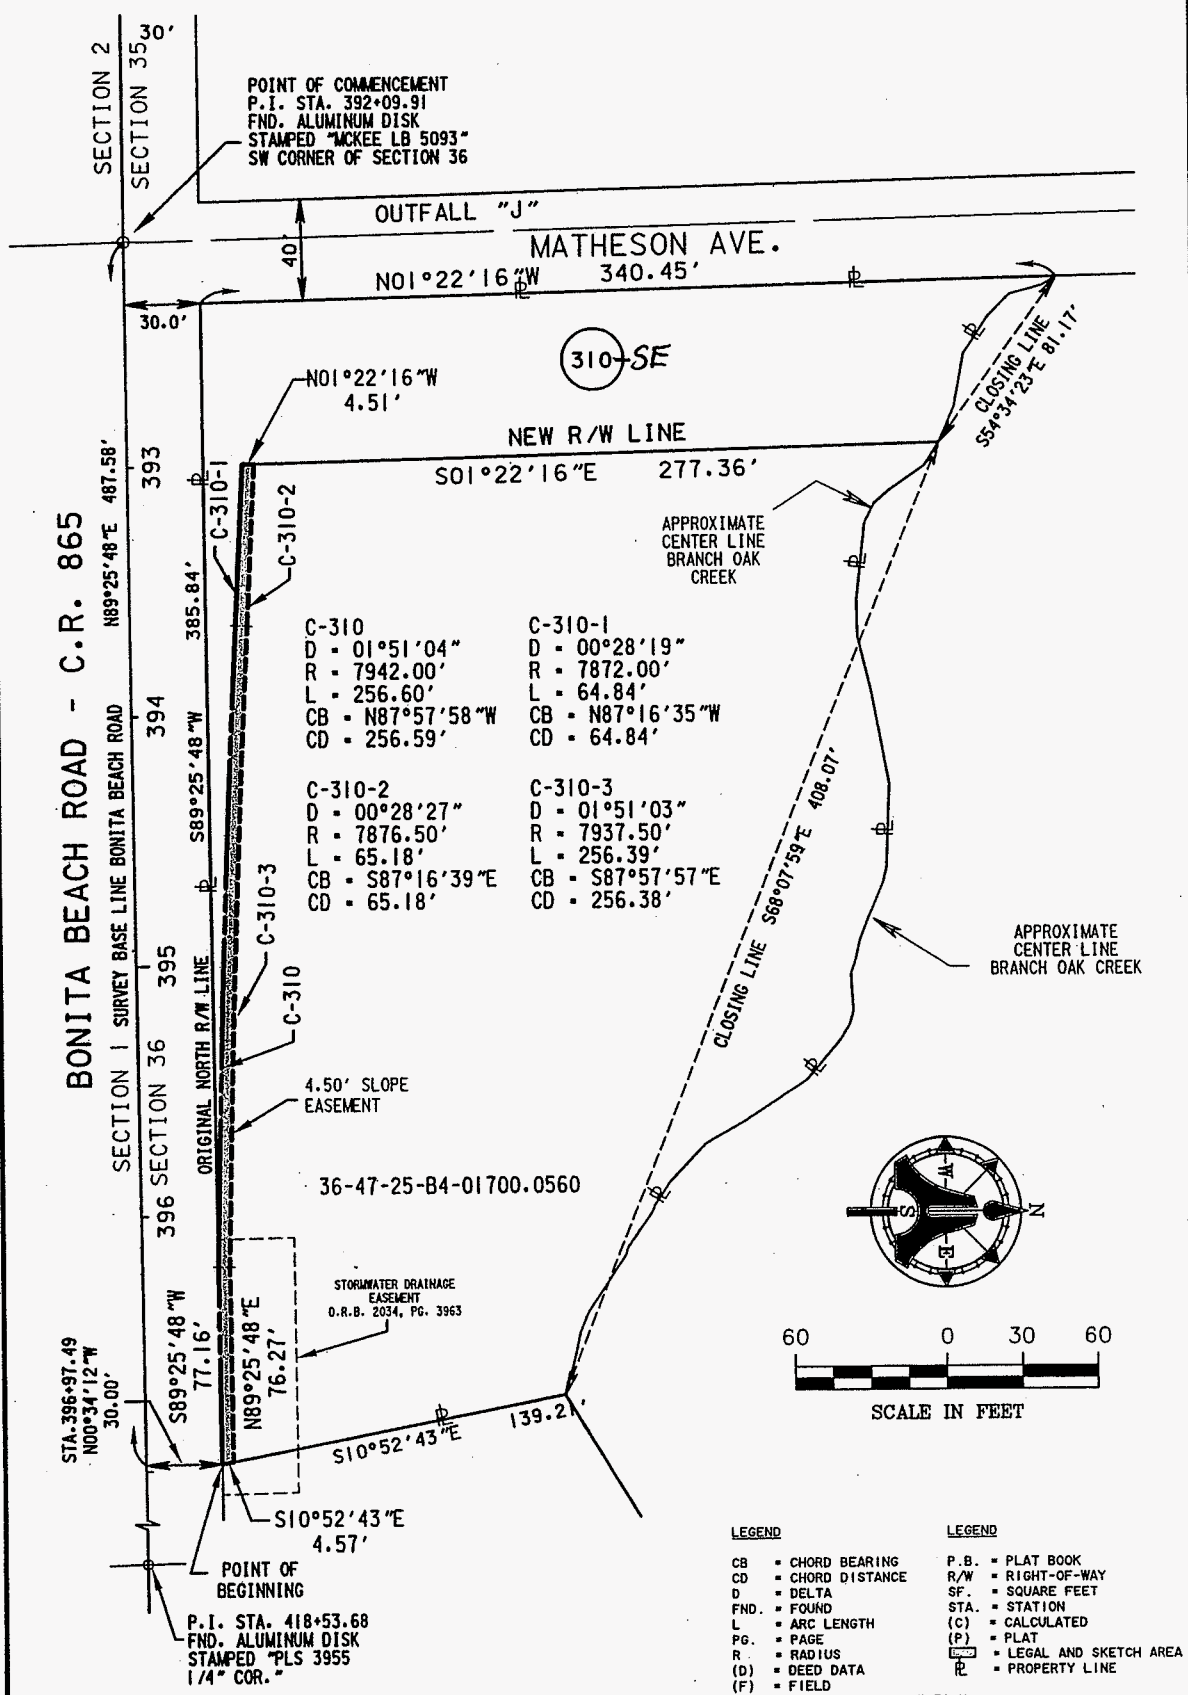 SECTION 2
SECTION 35
30'
POINT OF COMMENCEMENT
P.I. STA. 392+09.91
FND. ALUMINUM DISK
STAMPED "MCKEE LB 5093"
SW CORNER OF SECTION 36
OUTFALL "J"
MATHESON AVE.
40'
N01°22'16"W 340.45'
30.0'
310-SE
N01°22'16"W
4.51'
NEW R/W LINE
S01°22'16"E 277.36'
CLOSING LINE
S54°34'23"E 81.17'
BONITA BEACH ROAD - C.R. 865
N89°25'48"E 487.58'
SURVEY BASE LINE BONITA BEACH ROAD
SECTION 1
SECTION 36
393
394
395
396
385.84'
S89°25'48"W
ORIGINAL NORTH R/W LINE
C-310-1
C-310-2
APPROXIMATE
CENTER LINE
BRANCH OAK
CREEK
C-310
D = 01°51'04"
R = 7942.00'
L = 256.60'
CB = N87°57'58"W
CD = 256.59'
C-310-1
D = 00°28'19"
R = 7872.00'
L = 64.84'
CB = N87°16'35"W
CD = 64.84'
C-310-2
D = 00°28'27"
R = 7876.50'
L = 65.18'
CB = S87°16'39"E
CD = 65.18'
C-310-3
D = 01°51'03"
R = 7937.50'
L = 256.39'
CB = S87°57'57"E
CD = 256.38'
CLOSING LINE S68°07'59"E 408.07'
C-310-3
C-310
APPROXIMATE
CENTER LINE
BRANCH OAK CREEK
4.50' SLOPE
EASEMENT
36-47-25-B4-01700.0560
STORMWATER DRAINAGE
EASEMENT
O.R.B. 2034, PG. 3963
W
S
N
E
60 0 30 60
SCALE IN FEET
STA.396+97.49
N00°34'12"W
30.00'
S89°25'48"W
77.16'
N89°25'48"E
76.27'
S10°52'43"E 139.21'
S10°52'43"E
4.57'
POINT OF
BEGINNING
P.I. STA. 418+53.68
FND. ALUMINUM DISK
STAMPED "PLS 3955
1/4" COR."
LEGEND
CB = CHORD BEARING
CD = CHORD DISTANCE
D = DELTA
FND. = FOUND
L = ARC LENGTH
PG. = PAGE
R = RADIUS
(D) = DEED DATA
(F) = FIELD
LEGEND
P.B. = PLAT BOOK
R/W = RIGHT-OF-WAY
SF. = SQUARE FEET
STA. = STATION
(C) = CALCULATED
(P) = PLAT
= LEGAL AND SKETCH AREA
PL = PROPERTY LINE